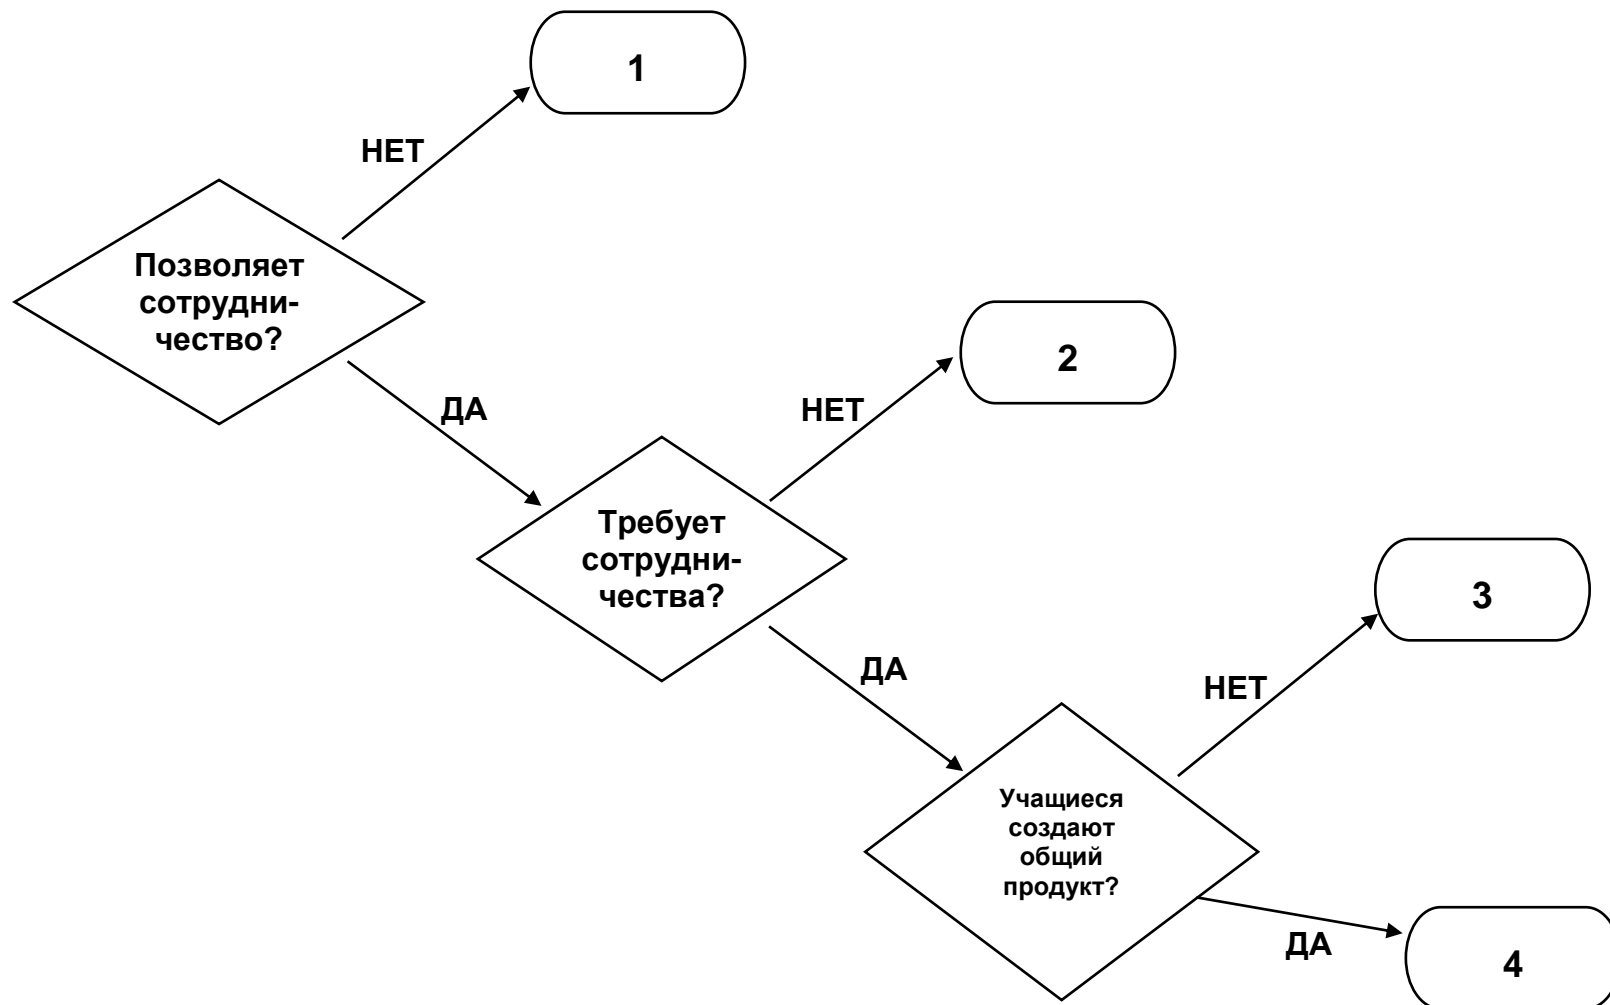 1
НЕТ
Позволяет
сотрудни-
чество?
ДА
2
НЕТ
Требует
сотрудни-
чества?
ДА
3
НЕТ
Учащиеся
создают
общий
продукт?
ДА
4